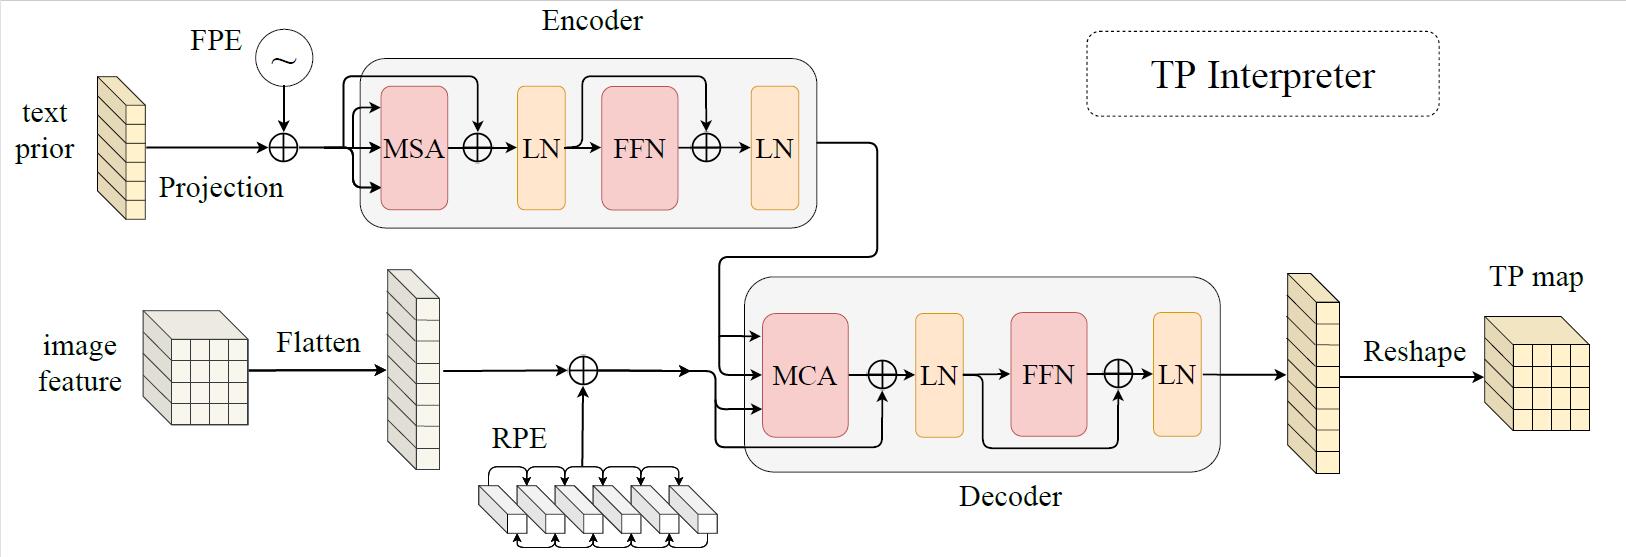 Encoder
FPE
~
TP Interpreter
text
prior
MSA
LN
FFN
LN
Projection
TP map
image
feature
Flatten
Reshape
MCA
LN
FFN
LN
RPE
Decoder